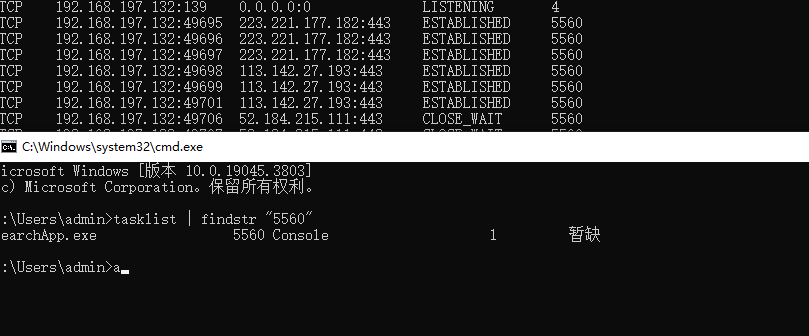 TCP 192.168.197.132:139 0.0.0.0:0 LISTENING 4
TCP 192.168.197.132:49695 223.221.177.182:443 ESTABLISHED 5560
TCP 192.168.197.132:49696 223.221.177.182:443 ESTABLISHED 5560
TCP 192.168.197.132:49697 223.221.177.182:443 ESTABLISHED 5560
TCP 192.168.197.132:49698 113.142.27.193:443 ESTABLISHED 5560
TCP 192.168.197.132:49699 113.142.27.193:443 ESTABLISHED 5560
TCP 192.168.197.132:49701 113.142.27.193:443 ESTABLISHED 5560
TCP 192.168.197.132:49706 52.184.215.111:443 CLOSE_WAIT 5560
C:\Windows\system32\cmd.exe
icrosoft Windows [版本 10.0.19045.3803]
c) Microsoft Corporation。保留所有权利。
:\Users\admin>tasklist | findstr "5560"
earchApp.exe 5560 Console 1 暂缺
:\Users\admin>a